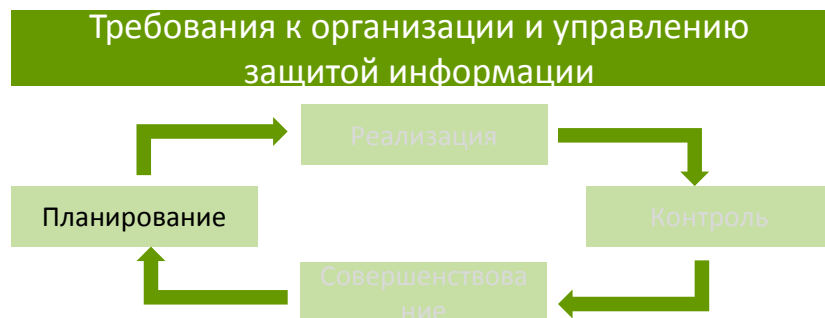 Требования к организации и управлению
защитой информации
Реализация
Планирование
Контроль
Совершенствова
ние